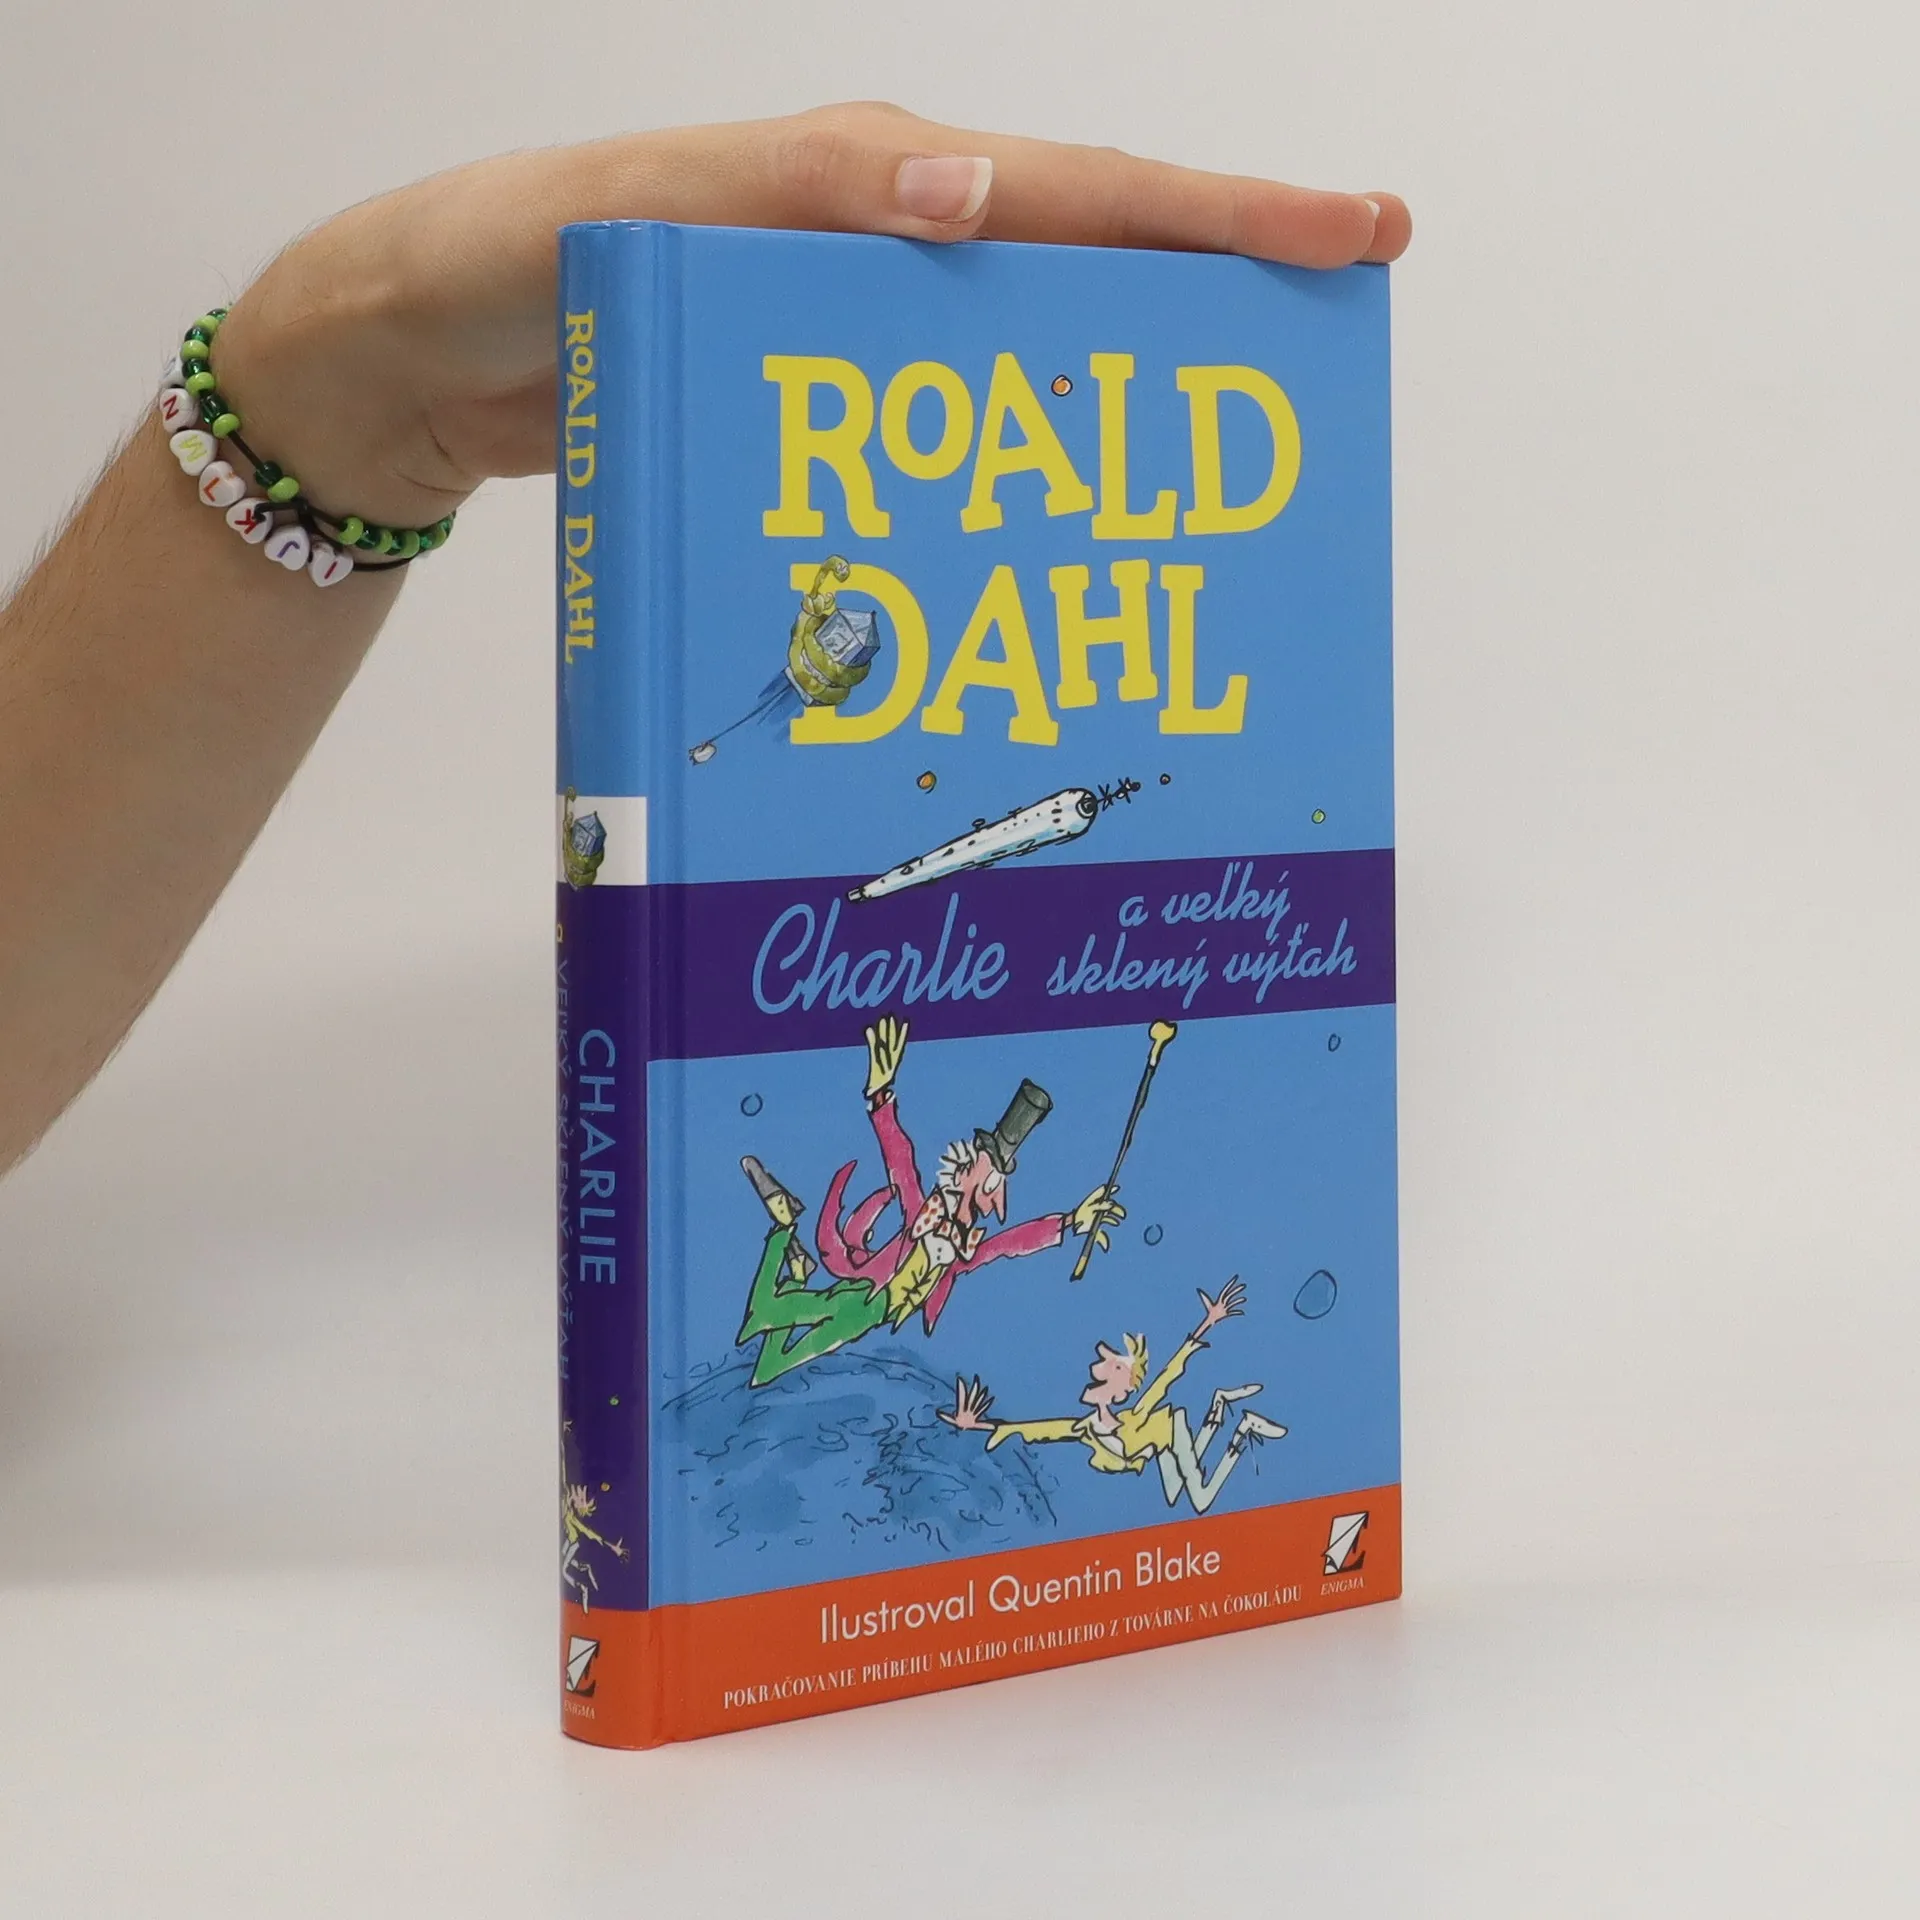 ROALD
DAHL
Charlie
a veľký
sklený výťah
Ilustroval Quentin Blake
POKRAČOVANIE PRÍBEHU MALÉHO CHARLIEHO Z TOVÁRNE NA ČOKOLÁDU
ENIGMA
ROALD DAHL
CHARLIE
a VEĽKÝ SKLENÝ VÝŤAH
ENIGMA
N
M
L
K
J
I